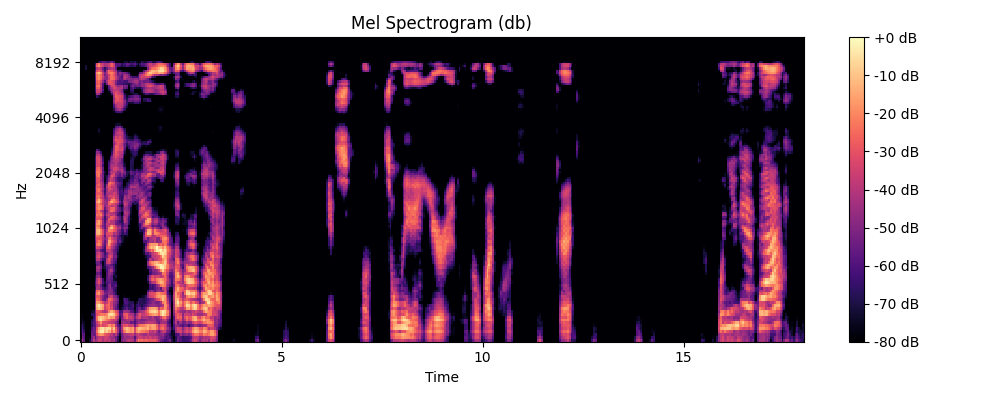 Mel Spectrogram (db)
8192
4096
2048
1024
512
0
Hz
0
5
10
15
Time
+0 dB
-10 dB
-20 dB
-30 dB
-40 dB
-50 dB
-60 dB
-70 dB
-80 dB